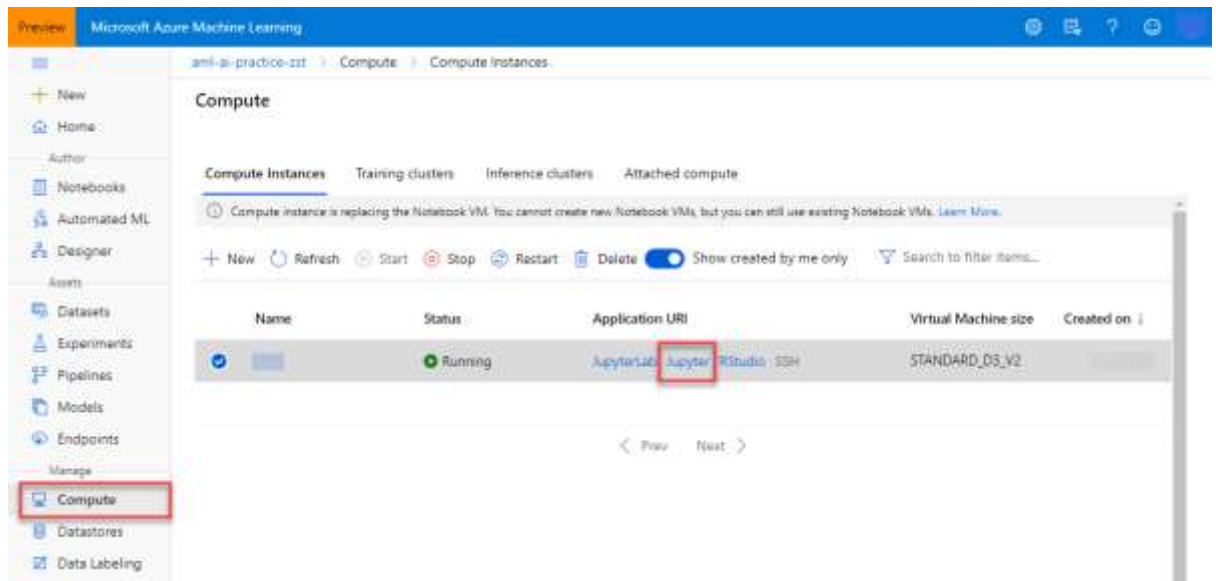 Preview Microsoft Azure Machine Learning ?
aml-ai-practice-zst > Compute > Compute Instances
+ New
Home
Author
Notebooks
Automated ML
Designer
Assets
Datasets
Experiments
Pipelines
Models
Endpoints
Manage
Compute
Datastores
Data Labeling
Compute
Compute Instances Training clusters Inference clusters Attached compute
Compute instance is replacing the Notebook VM. You cannot create new Notebook VMs, but you can still use existing Notebook VMs. Learn More.
+ New Refresh Start Stop Restart Delete Show created by me only Search to filter items...
Name Status Application URI Virtual Machine size Created on ↓
Running JupyterLab Jupyter RStudio SSH STANDARD_D3_V2
< Prev Next >